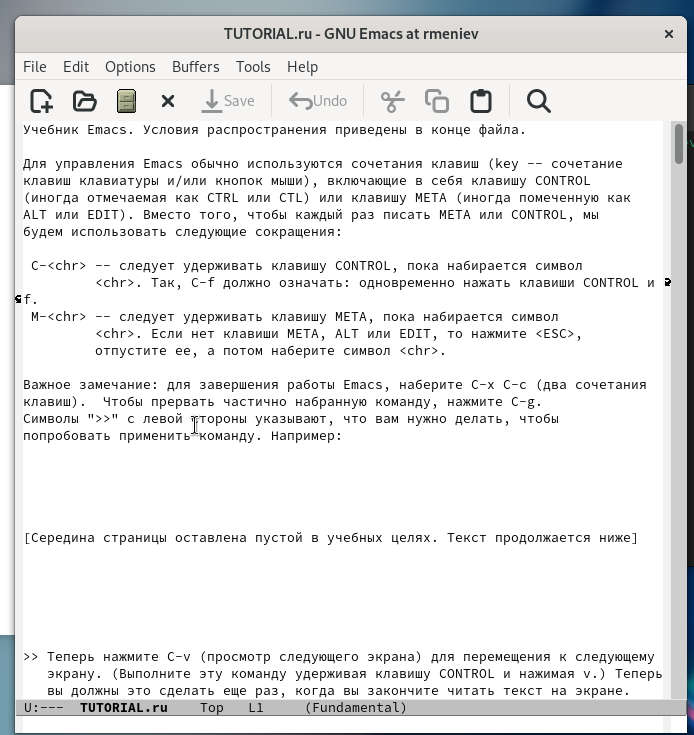 TUTORIAL.ru - GNU Emacs at rmeniev
File Edit Options Buffers Tools Help
Save Undo
Учебник Emacs. Условия распространения приведены в конце файла.
Для управления Emacs обычно используются сочетания клавиш (key -- сочетание
клавиш клавиатуры и/или кнопок мыши), включающие в себя клавишу CONTROL
(иногда отмечаемая как CTRL или CTL) или клавишу META (иногда помеченную как
ALT или EDIT). Вместо того, чтобы каждый раз писать META или CONTROL, мы
будем использовать следующие сокращения:
C-<chr> -- следует удерживать клавишу CONTROL, пока набирается символ
<chr>. Так, C-f должно означать: одновременно нажать клавиши CONTROL и
f.
M-<chr> -- следует удерживать клавишу META, пока набирается символ
<chr>. Если нет клавиши META, ALT или EDIT, то нажмите <ESC>,
отпустите ее, а потом наберите символ <chr>.
Важное замечание: для завершения работы Emacs, наберите C-x C-c (два сочетания
клавиш).  Чтобы прервать частично набранную команду, нажмите C-g.
Символы ">>" с левой стороны указывают, что вам нужно делать, чтобы
попробовать применить команду. Например:
[Середина страницы оставлена пустой в учебных целях. Текст продолжается ниже]
>> Теперь нажмите C-v (просмотр следующего экрана) для перемещения к следующему
экрану. (Выполните эту команду удерживая клавишу CONTROL и нажимая v.) Теперь
вы должны это сделать еще раз, когда вы закончите читать текст на экране.
U:--- TUTORIAL.ru Top L1 (Fundamental)